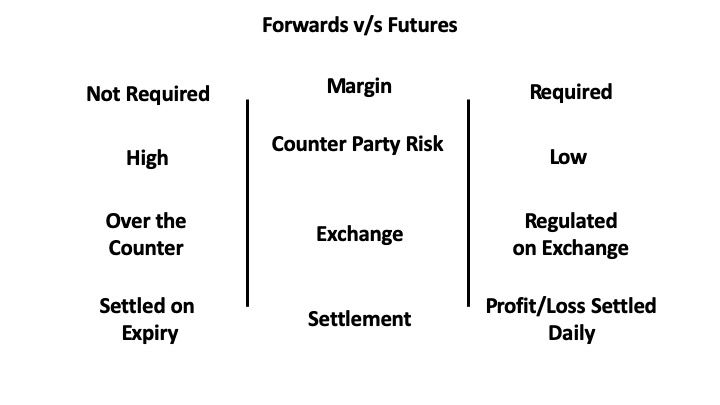 Forwards v/s Futures
Not Required
Margin
Required
High
Counter Party Risk
Low
Over the
Counter
Exchange
Regulated
on Exchange
Settled on
Expiry
Settlement
Profit/Loss Settled
Daily